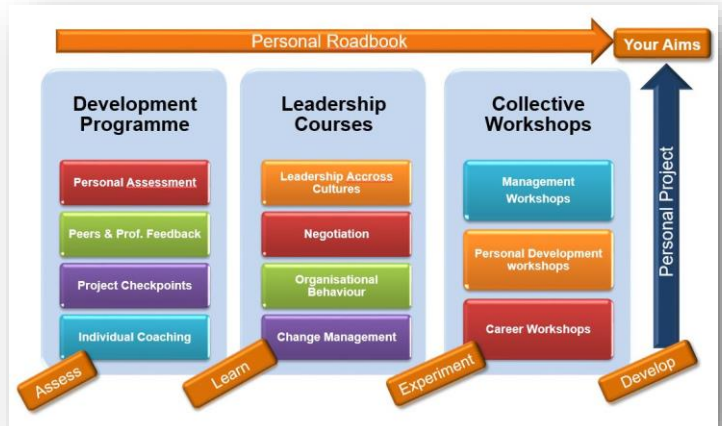 Personal Roadbook
Your Aims
Development
Programme
Personal Assessment
Peers & Prof. Feedback
Project Checkpoints
Individual Coaching
Assess
Leadership
Courses
Leadership Accross
Cultures
Negotiation
Organisational
Behaviour
Change Management
Learn
Collective
Workshops
Management
Workshops
Personal Development
workshops
Career Workshops
Experiment
Personal Project
Develop